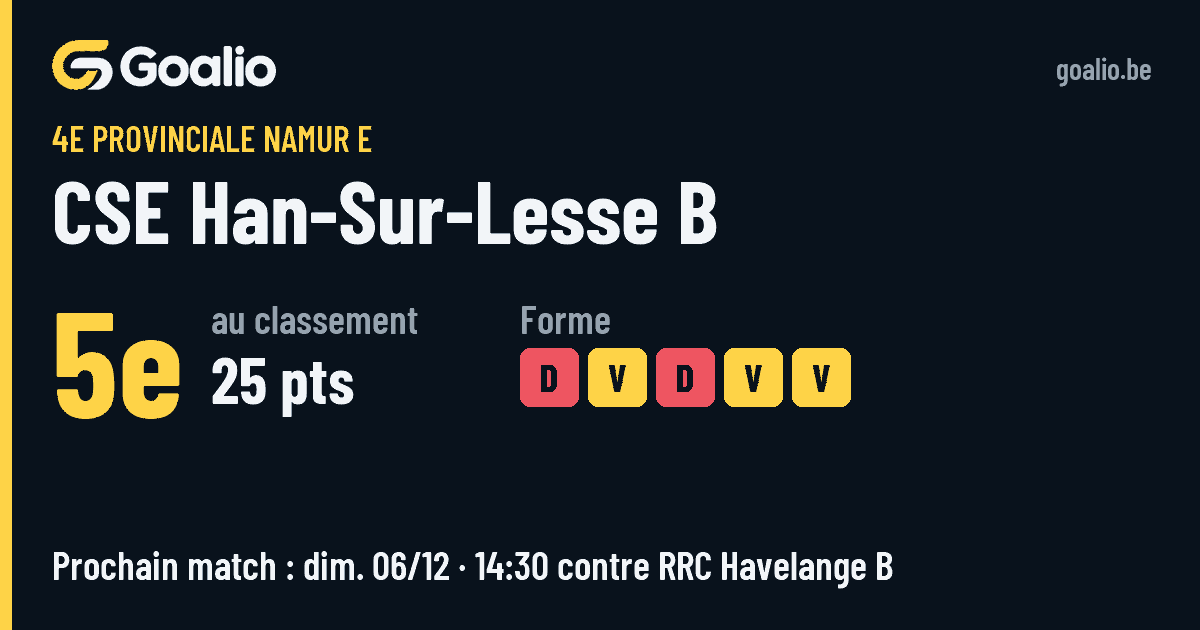 Goalio
goalio.be
4E PROVINCIALE NAMUR E
CSE Han-Sur-Lesse B
5e
au classement
25 pts
Forme
D V D V V
Prochain match : dim. 06/12 · 14:30 contre RRC Havelange B